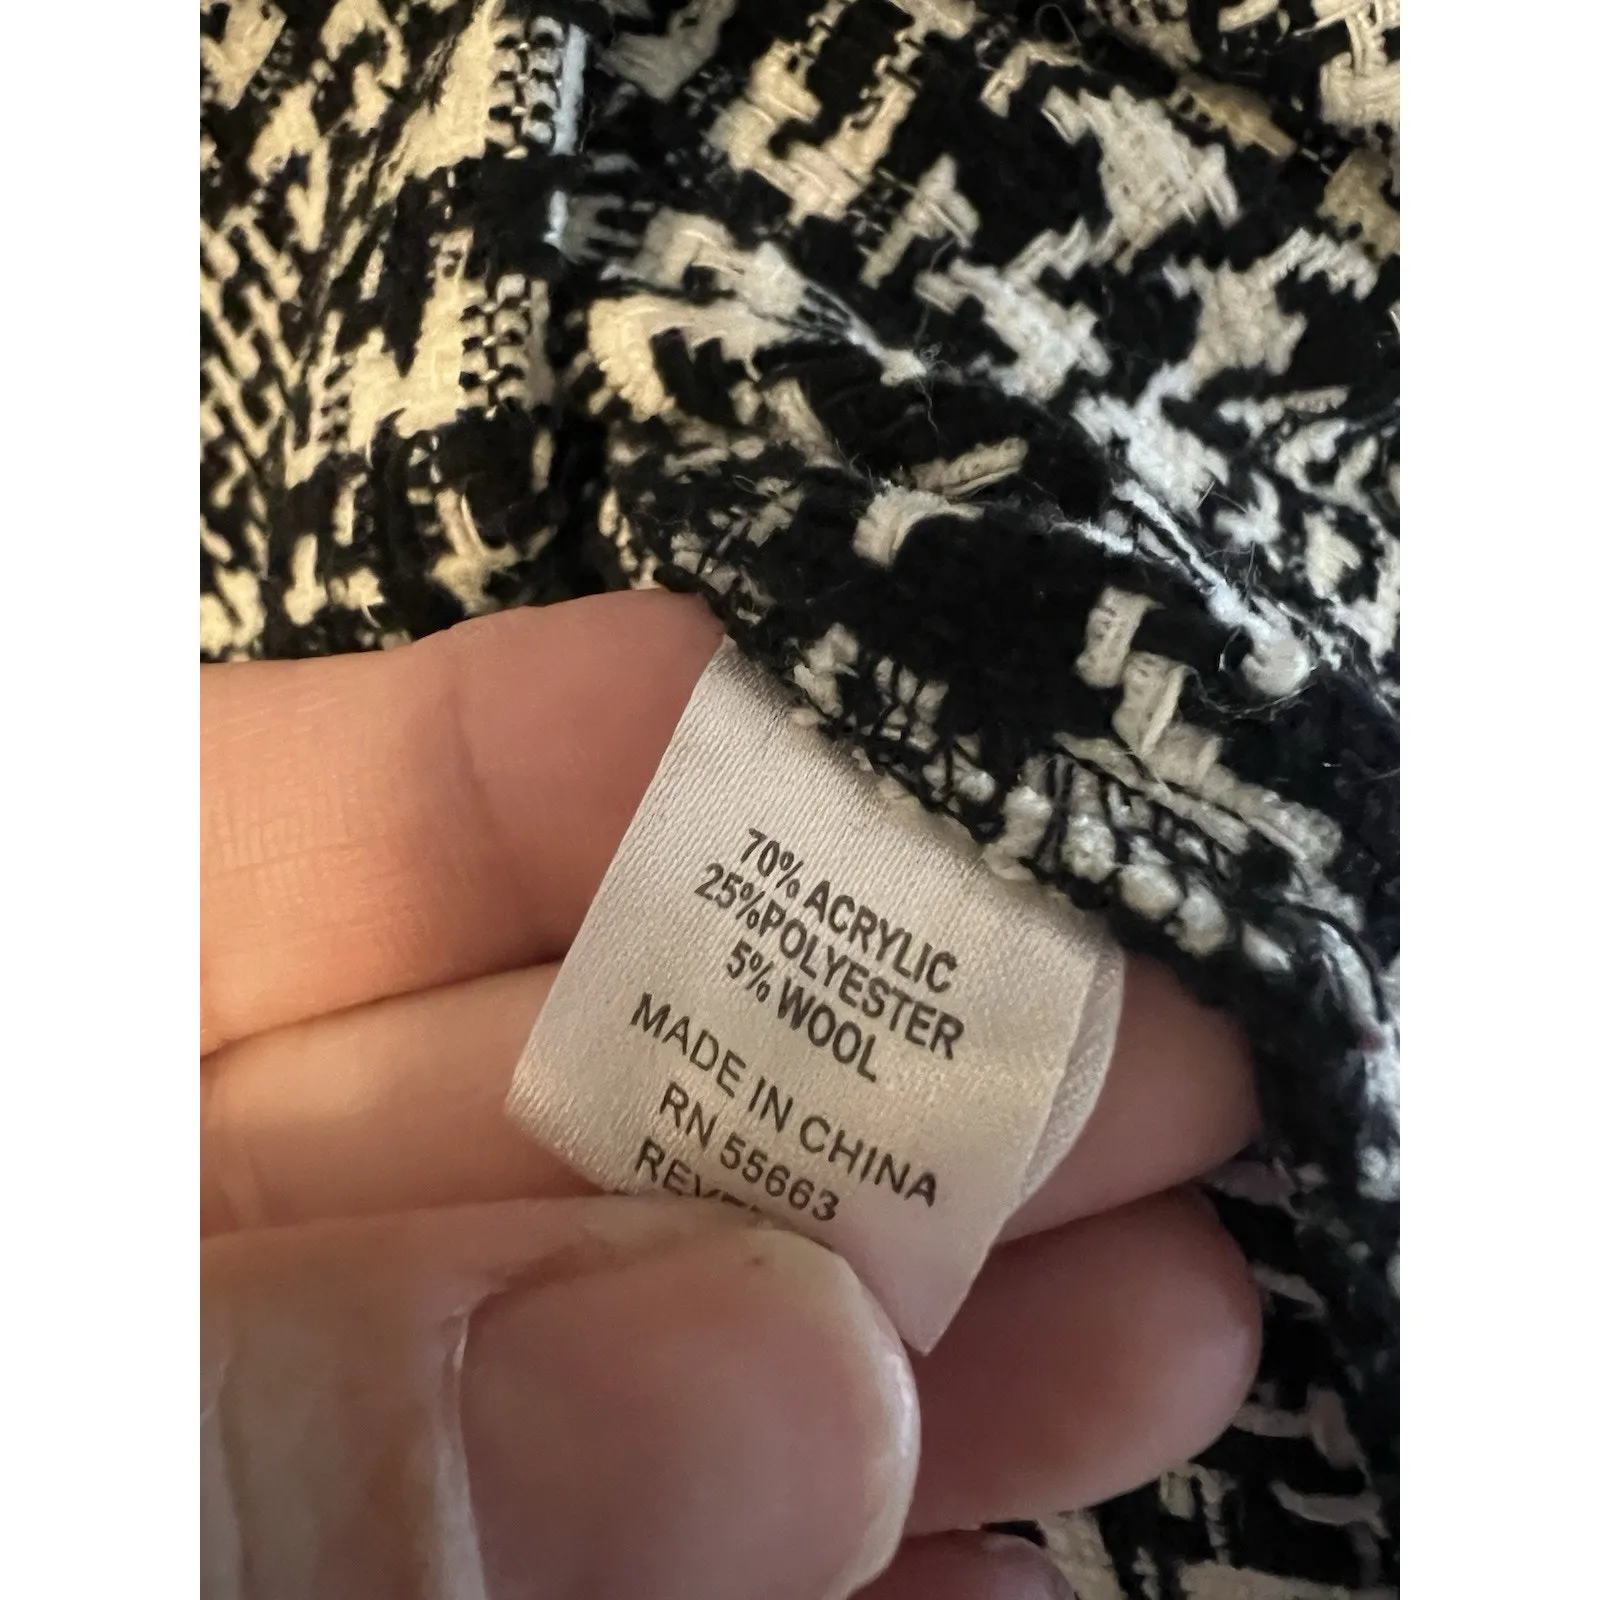 70% ACRYLIC
25%POLYESTER
5% WOOL
MADE IN CHINA
RN 55663